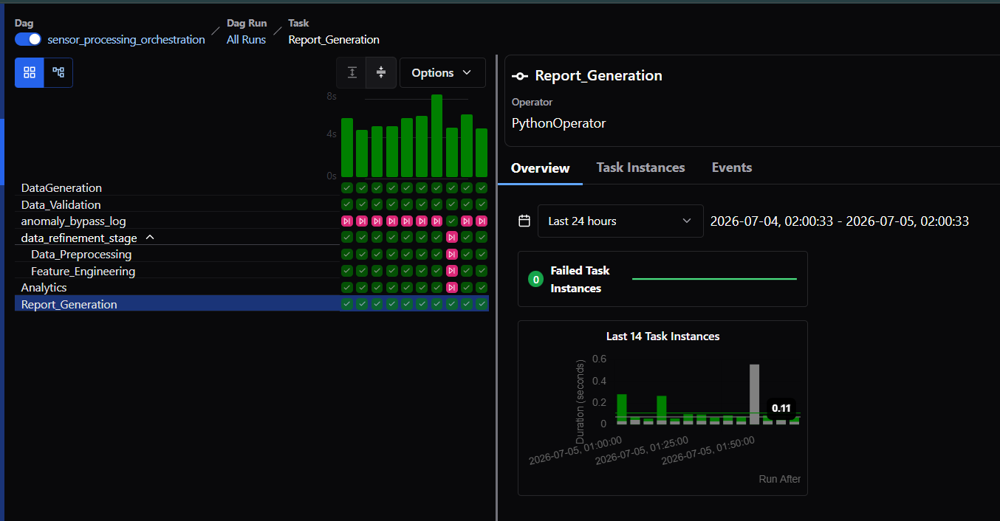 Dag
sensor_processing_orchestration
Dag Run
All Runs
Task
Report_Generation
Options
8s
4s
0s
DataGeneration
Data_Validation
anomaly_bypass_log
data_refinement_stage
Data_Preprocessing
Feature_Engineering
Analytics
Report_Generation
Report_Generation
Operator
PythonOperator
Overview
Task Instances
Events
Last 24 hours
2026-07-04, 02:00:33 - 2026-07-05, 02:00:33
0
Failed Task
Instances
Last 14 Task Instances
Duration (seconds)
0.6
0.4
0.2
0
0.11
2026-07-05, 01:00:00
2026-07-05, 01:25:00
2026-07-05, 01:50:00
Run After